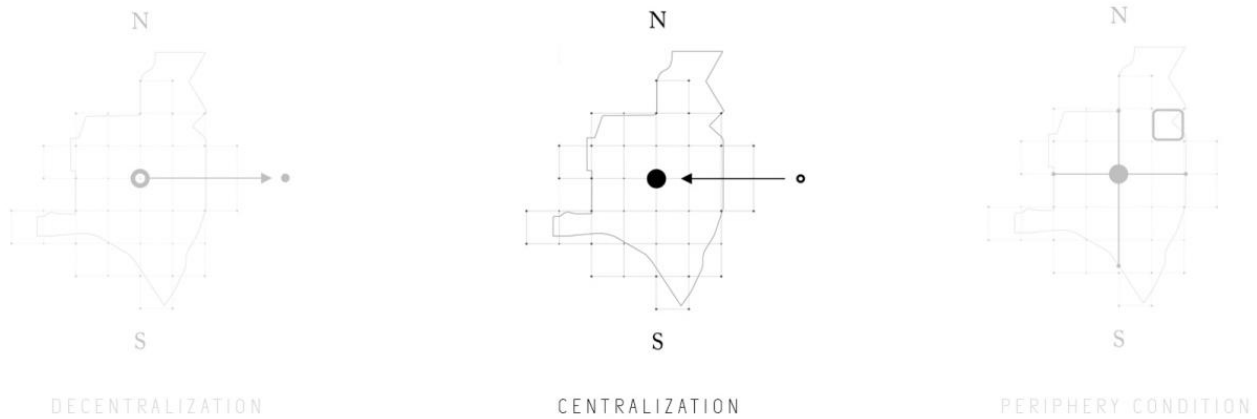 N
N
N
S
S
S
DECENTRALIZATION
CENTRALIZATION
PERIPHERY CONDITION